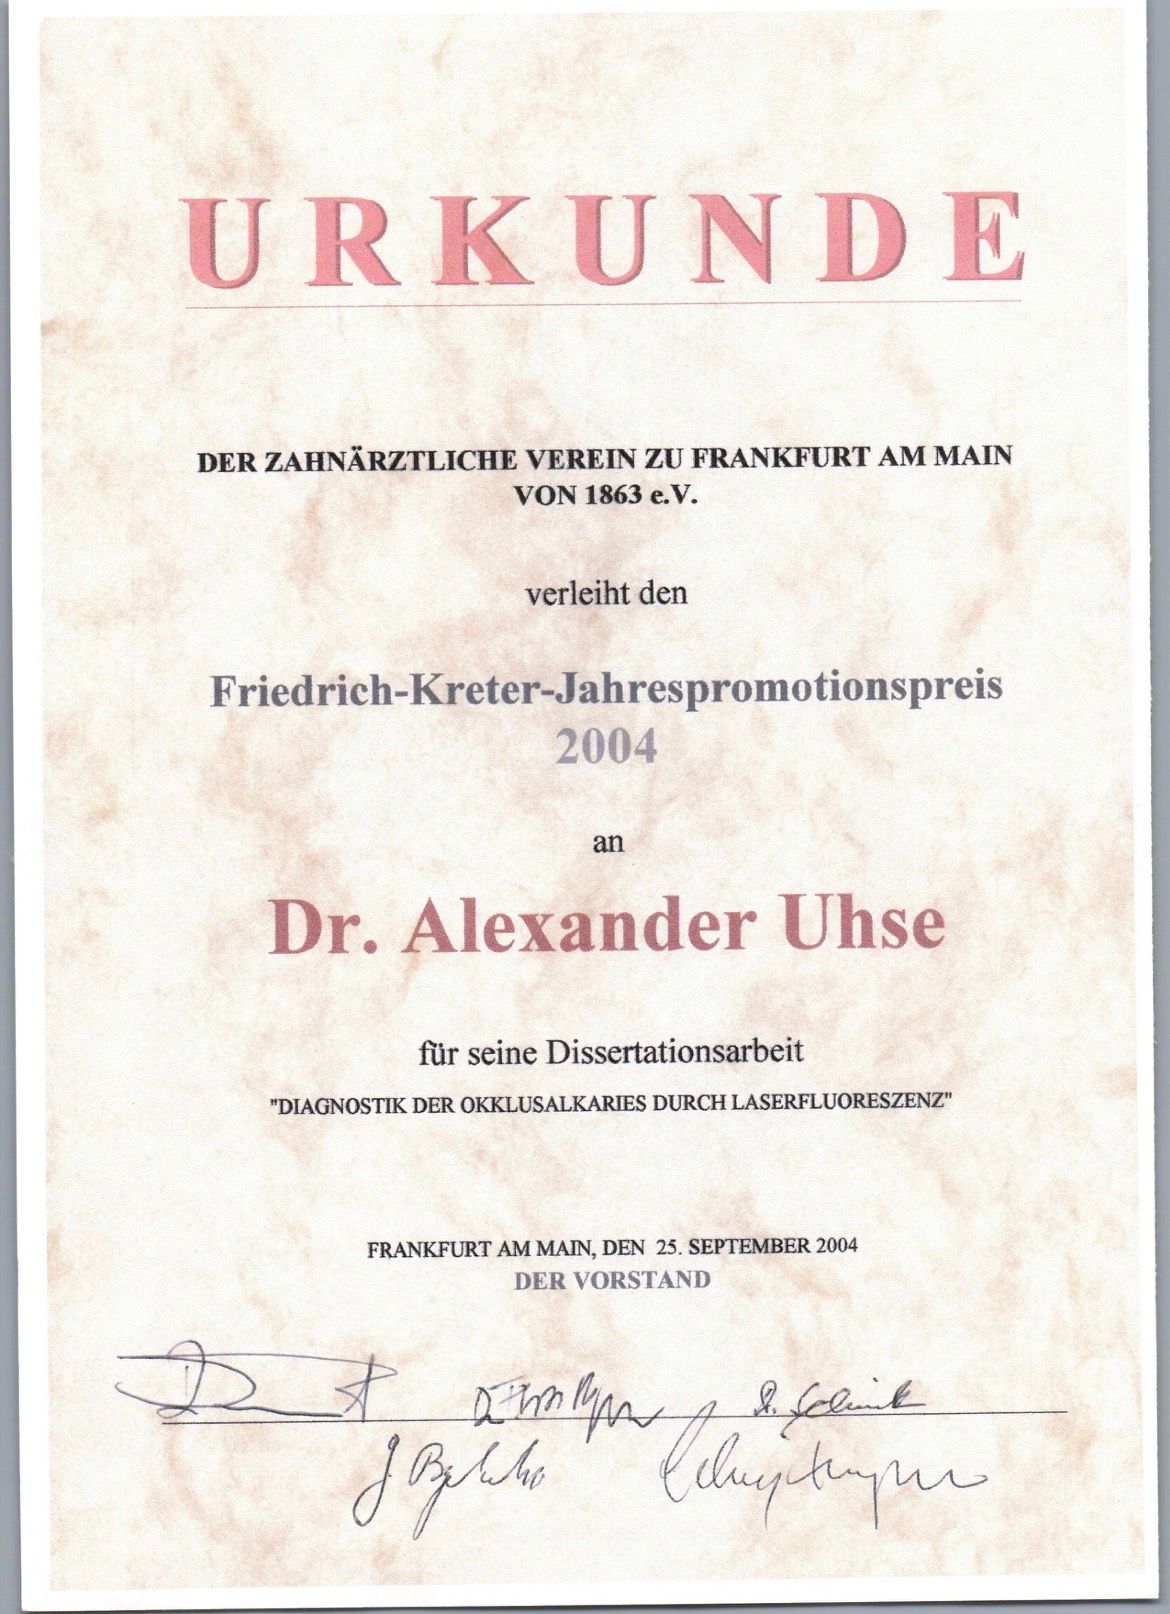 URKUNDE
DER ZAHNÄRZTLICHE VEREIN ZU FRANKFURT AM MAIN
VON 1863 e.V.
verleiht den
Friedrich-Kreter-Jahrespromotionspreis
2004
an
Dr. Alexander Uhse
für seine Dissertationsarbeit
"DIAGNOSTIK DER OKKLUSALKARIES DURCH LASERFLUORESZENZ"
FRANKFURT AM MAIN, DEN 25. SEPTEMBER 2004
DER VORSTAND